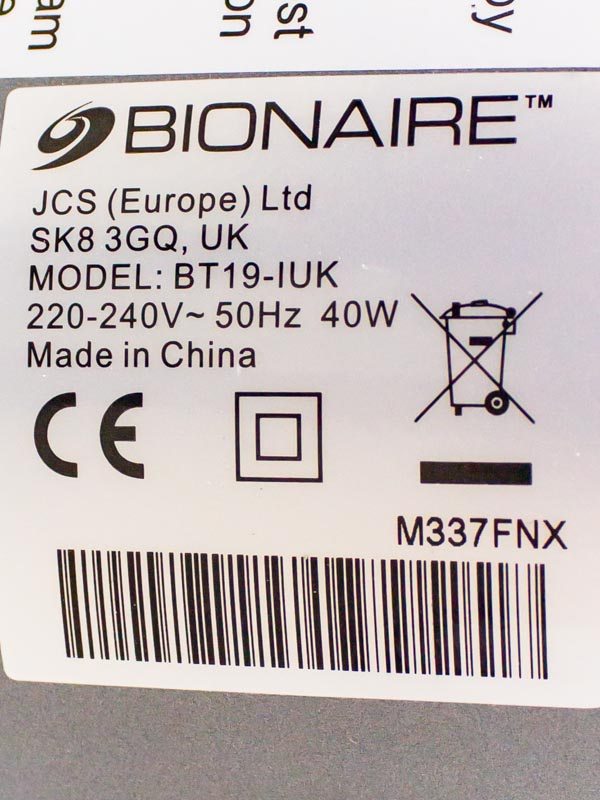 BIONAIRE™
JCS (Europe) Ltd
SK8 3GQ, UK
MODEL: BT19-IUK
220-240V~ 50Hz 40W
Made in China
CE
M337FNX